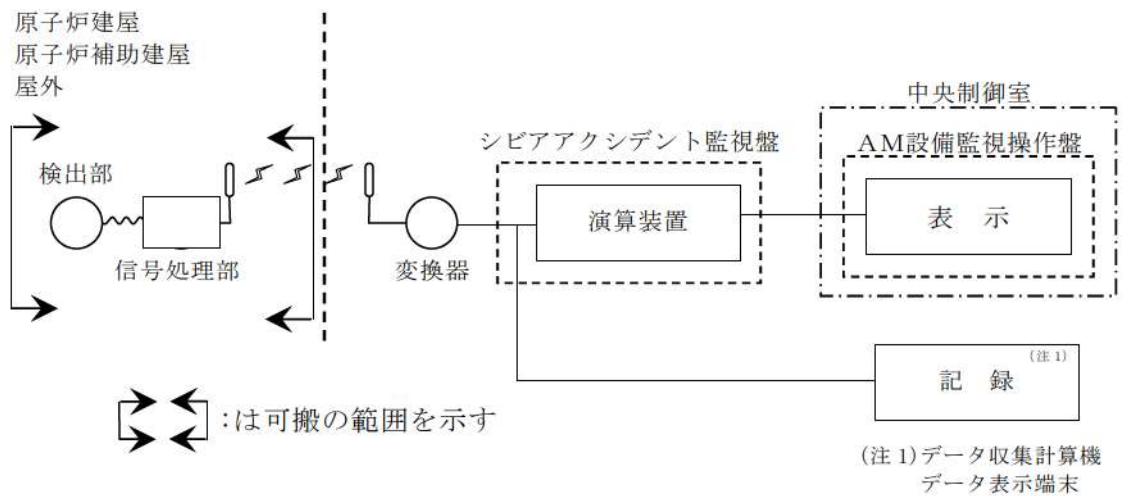 原子炉建屋
原子炉補助建屋
屋外
中央制御室
シビアアクシデント監視盤
AM設備監視操作盤
検出部
演算装置
表 示
信号処理部
変換器
(注1)
記 録
:は可搬の範囲を示す
(注1)データ収集計算機
データ表示端末